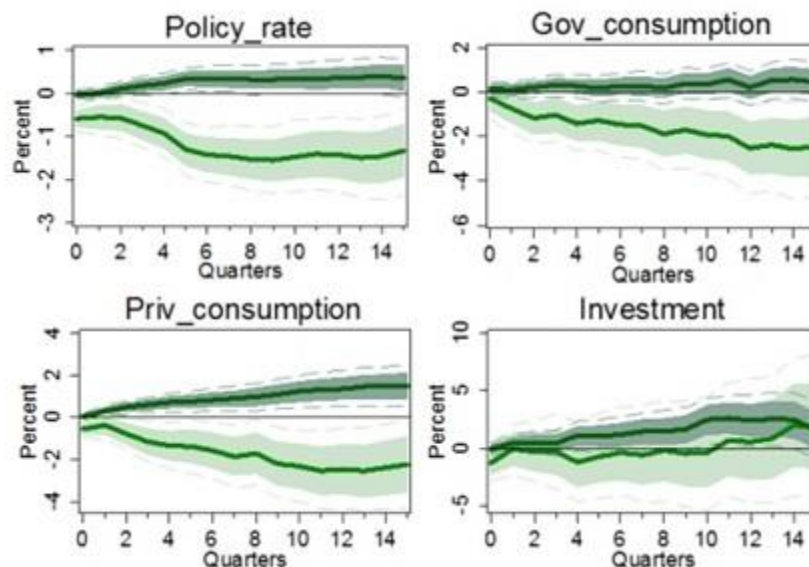 Policy_rate
Percent
1
0
-1
-2
-3
0 2 4 6 8 10 12 14
Quarters
Gov_consumption
Percent
2
0
-2
-4
-6
0 2 4 6 8 10 12 14
Quarters
Priv_consumption
Percent
4
2
0
-2
-4
0 2 4 6 8 10 12 14
Quarters
Investment
Percent
10
5
0
-5
0 2 4 6 8 10 12 14
Quarters